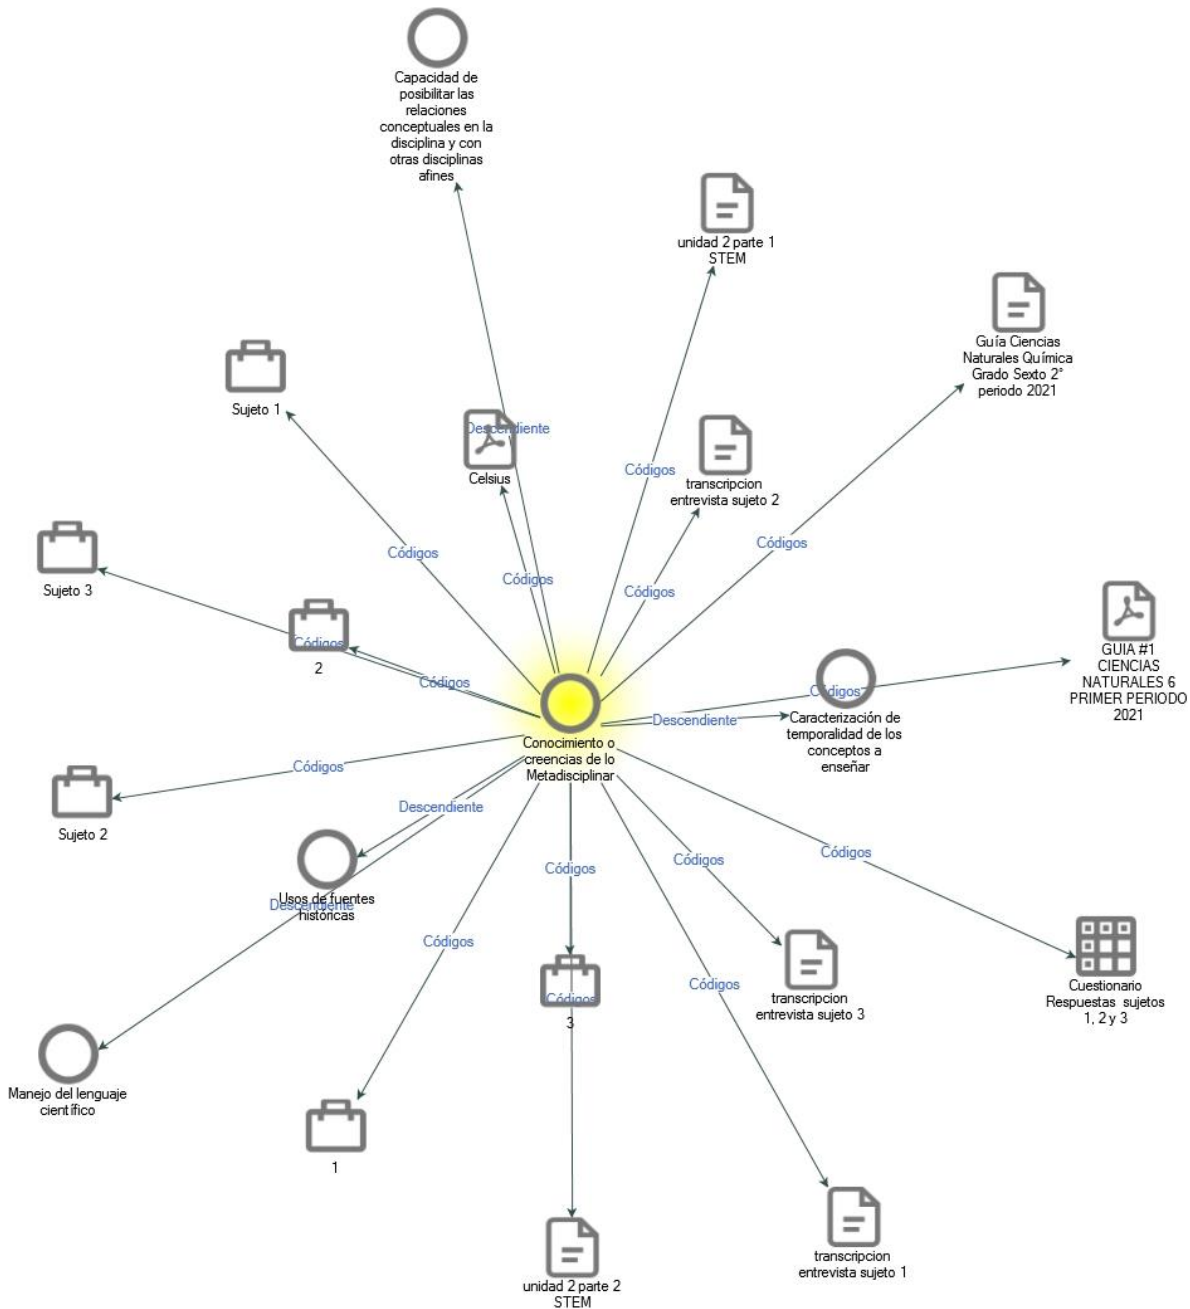 Capacidad de
posibilitar las
relaciones
conceptuales en la
disciplina y con
otras disciplinas
afines
unidad 2 parte 1
STEM
Guía Ciencias
Naturales Química
Grado Sexto 2°
periodo 2021
Sujeto 1
Descendiente
Celsius
Códigos
transcripcion
entrevista sujeto 2
Códigos
Códigos
Códigos
Códigos
Sujeto 3
Códigos
2
Códigos
GUIA #1
CIENCIAS
NATURALES 6
PRIMER PERIODO
2021
Códigos
Descendiente
Caracterización de
temporalidad de los
conceptos a
enseñar
Conocimiento o
creencias de lo
Metadisciplinar
Códigos
Sujeto 2
Descendiente
Códigos
Códigos
Códigos
Usos de fuentes
históricas
Descendiente
Códigos
Códigos
Códigos
3
transcripcion
entrevista sujeto 3
Cuestionario
Respuestas sujetos
1, 2 y 3
Manejo del lenguaje
científico
1
unidad 2 parte 2
STEM
transcripcion
entrevista sujeto 1